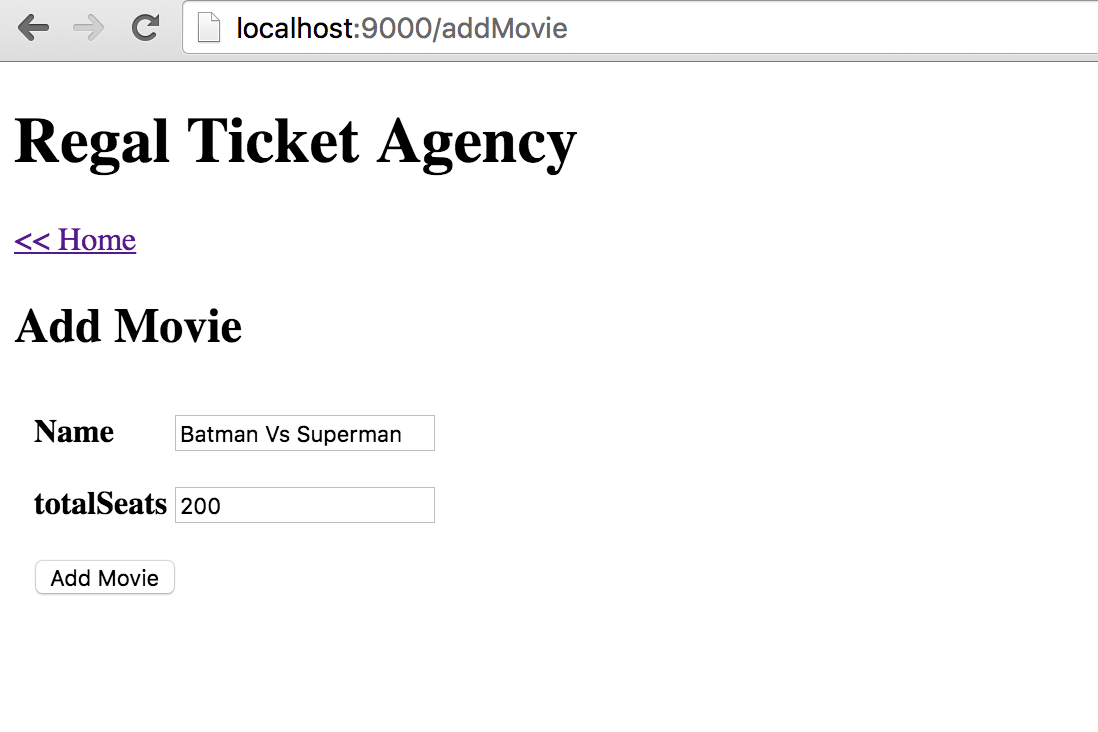 localhost:9000/addMovie
Regal Ticket Agency
<< Home
Add Movie
Name Batman Vs Superman
totalSeats 200
Add Movie